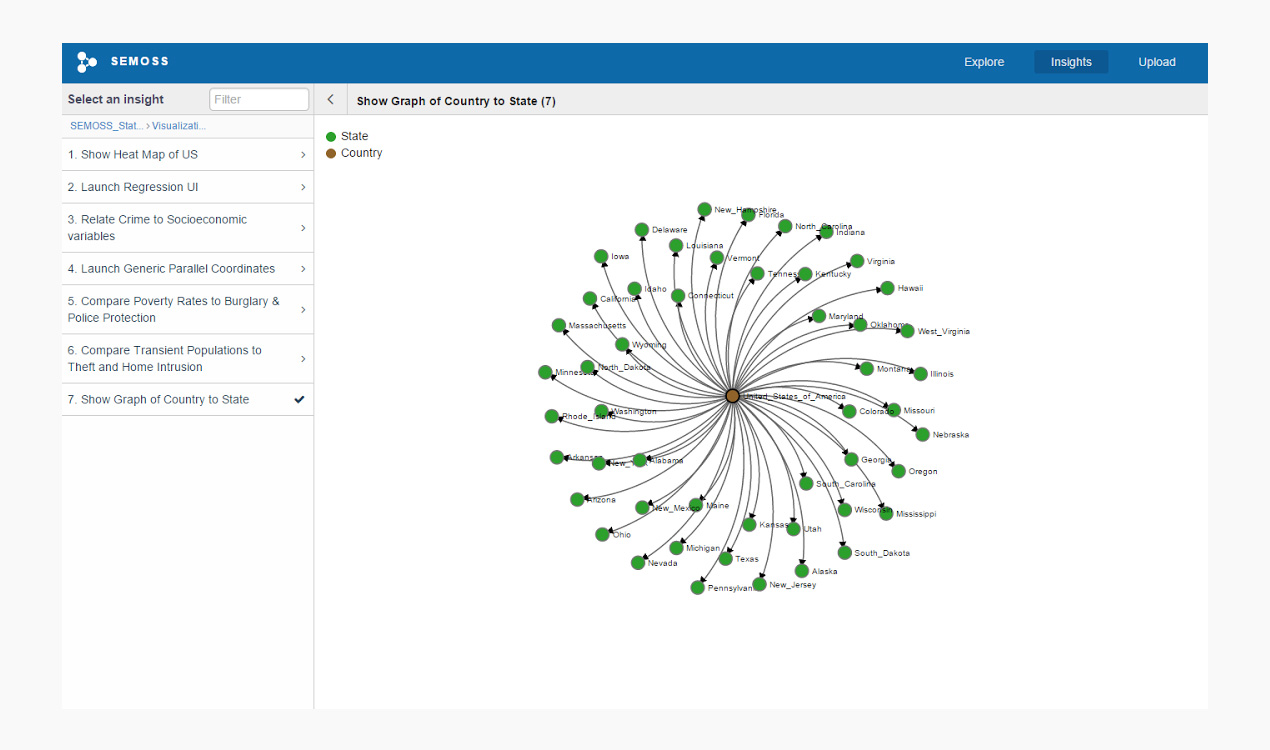 SEMOSS
Explore
Insights
Upload
Select an insight
Filter
SEMOSS_Stat... › Visualizati...
1. Show Heat Map of US
2. Launch Regression UI
3. Relate Crime to Socioeconomic
variables
4. Launch Generic Parallel Coordinates
5. Compare Poverty Rates to Burglary &
Police Protection
6. Compare Transient Populations to
Theft and Home Intrusion
7. Show Graph of Country to State
Show Graph of Country to State (7)
State
Country
New_Hampshire
Florida
North_Carolina
Indiana
Delaware
Louisiana
Vermont
Iowa
Virginia
Tennes
Kentucky
Idaho
Connecticut
Hawaii
California
Maryland
Oklahoma
Massachusetts
West_Virginia
Wyoming
North_Dakota
Minnes
Montana
Illinois
United_States_of_America
Rhode_Island
Washington
Colorado
Missouri
Nebraska
Arkansas
New_York
Alabama
Georgia
Oregon
South_Carolina
Arizona
New_Mexico
Maine
Wisconsin
Mississippi
Kansas
Utah
Ohio
Michigan
Texas
South_Dakota
Nevada
Alaska
Pennsylvan
New_Jersey